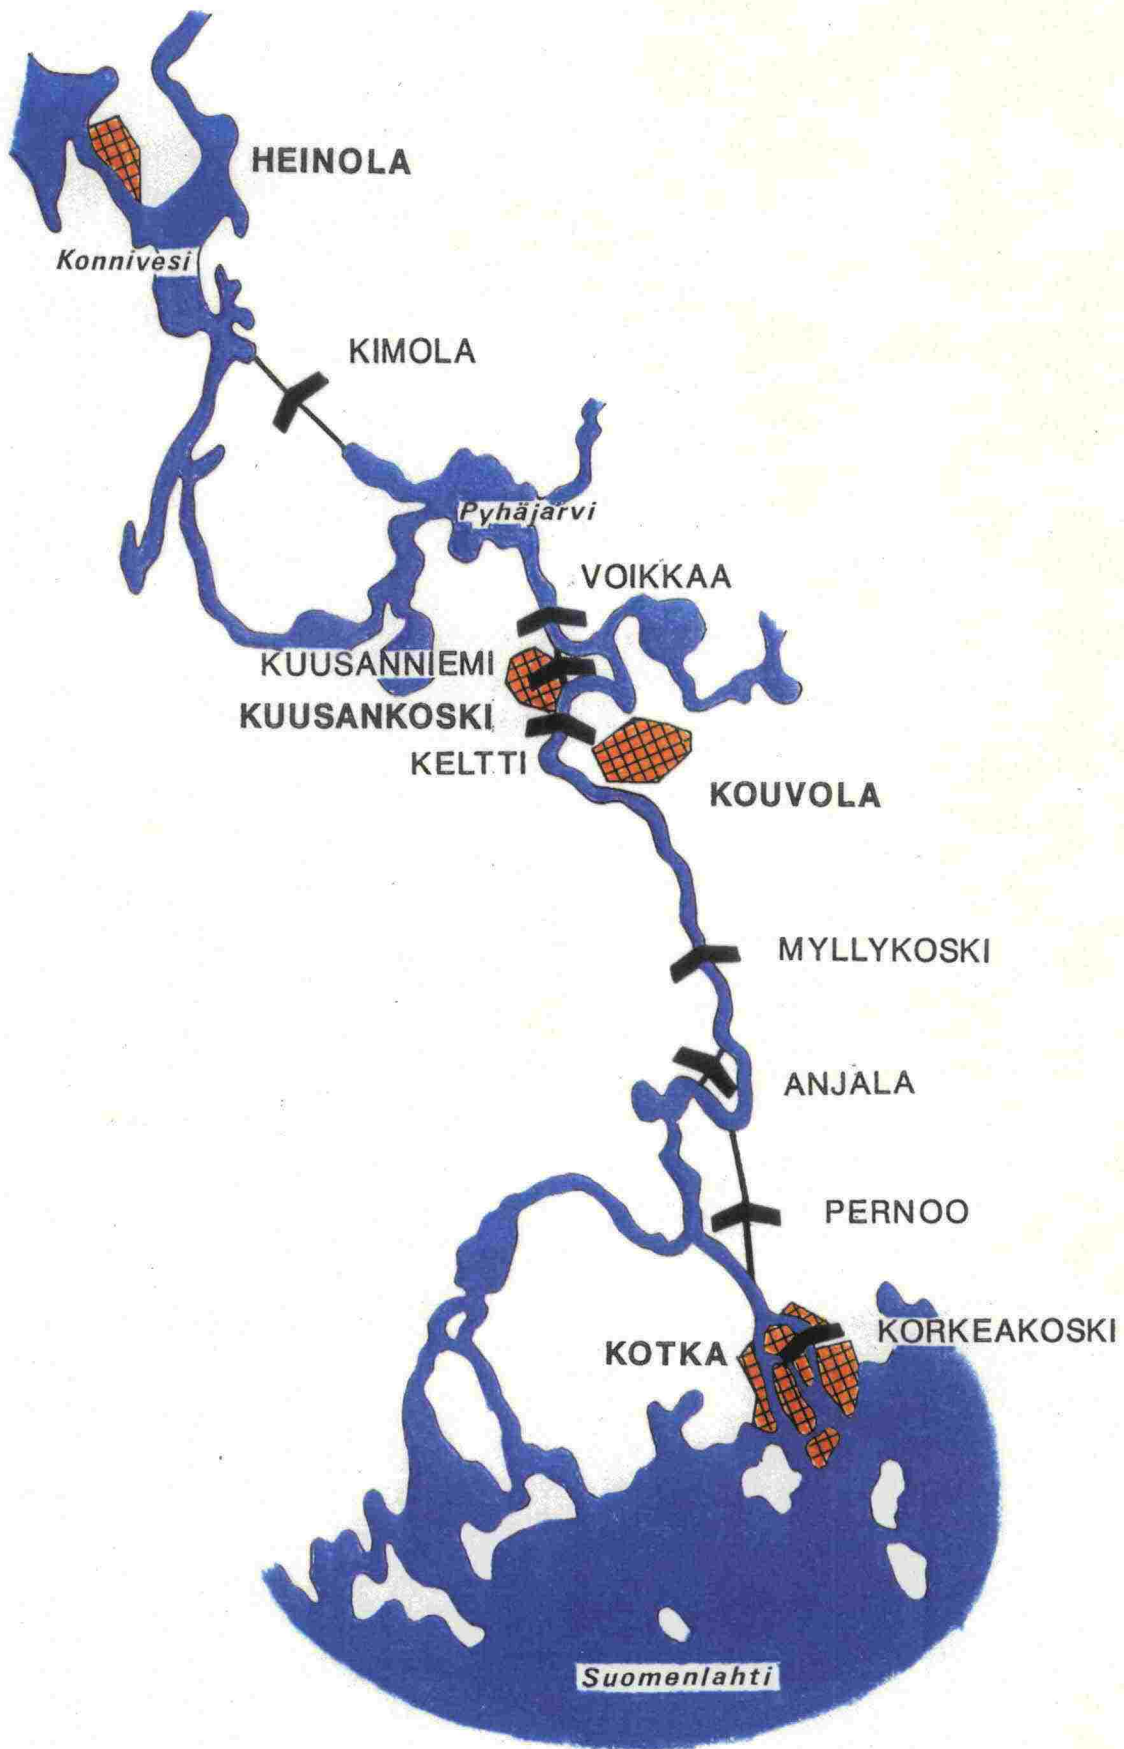 HEINOLA
Konnivesi
KIMOLA
Pyhäjärvi
VOIKKAA
KUUSANNIEMI
KUUSANKOSKI
KELTTI
KOUVOLA
MYLLYKOSKI
ANJALA
PERNOO
KORKEAKOSKI
KOTKA
Suomenlahti